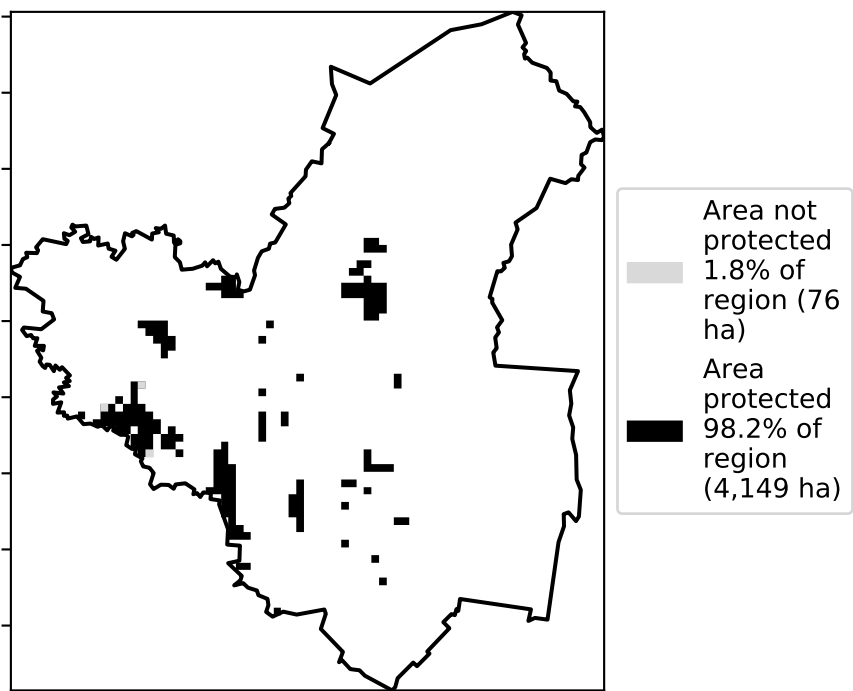 Area not
protected
1.8% of
region (76
ha)
Area
protected
98.2% of
region
(4,149 ha)